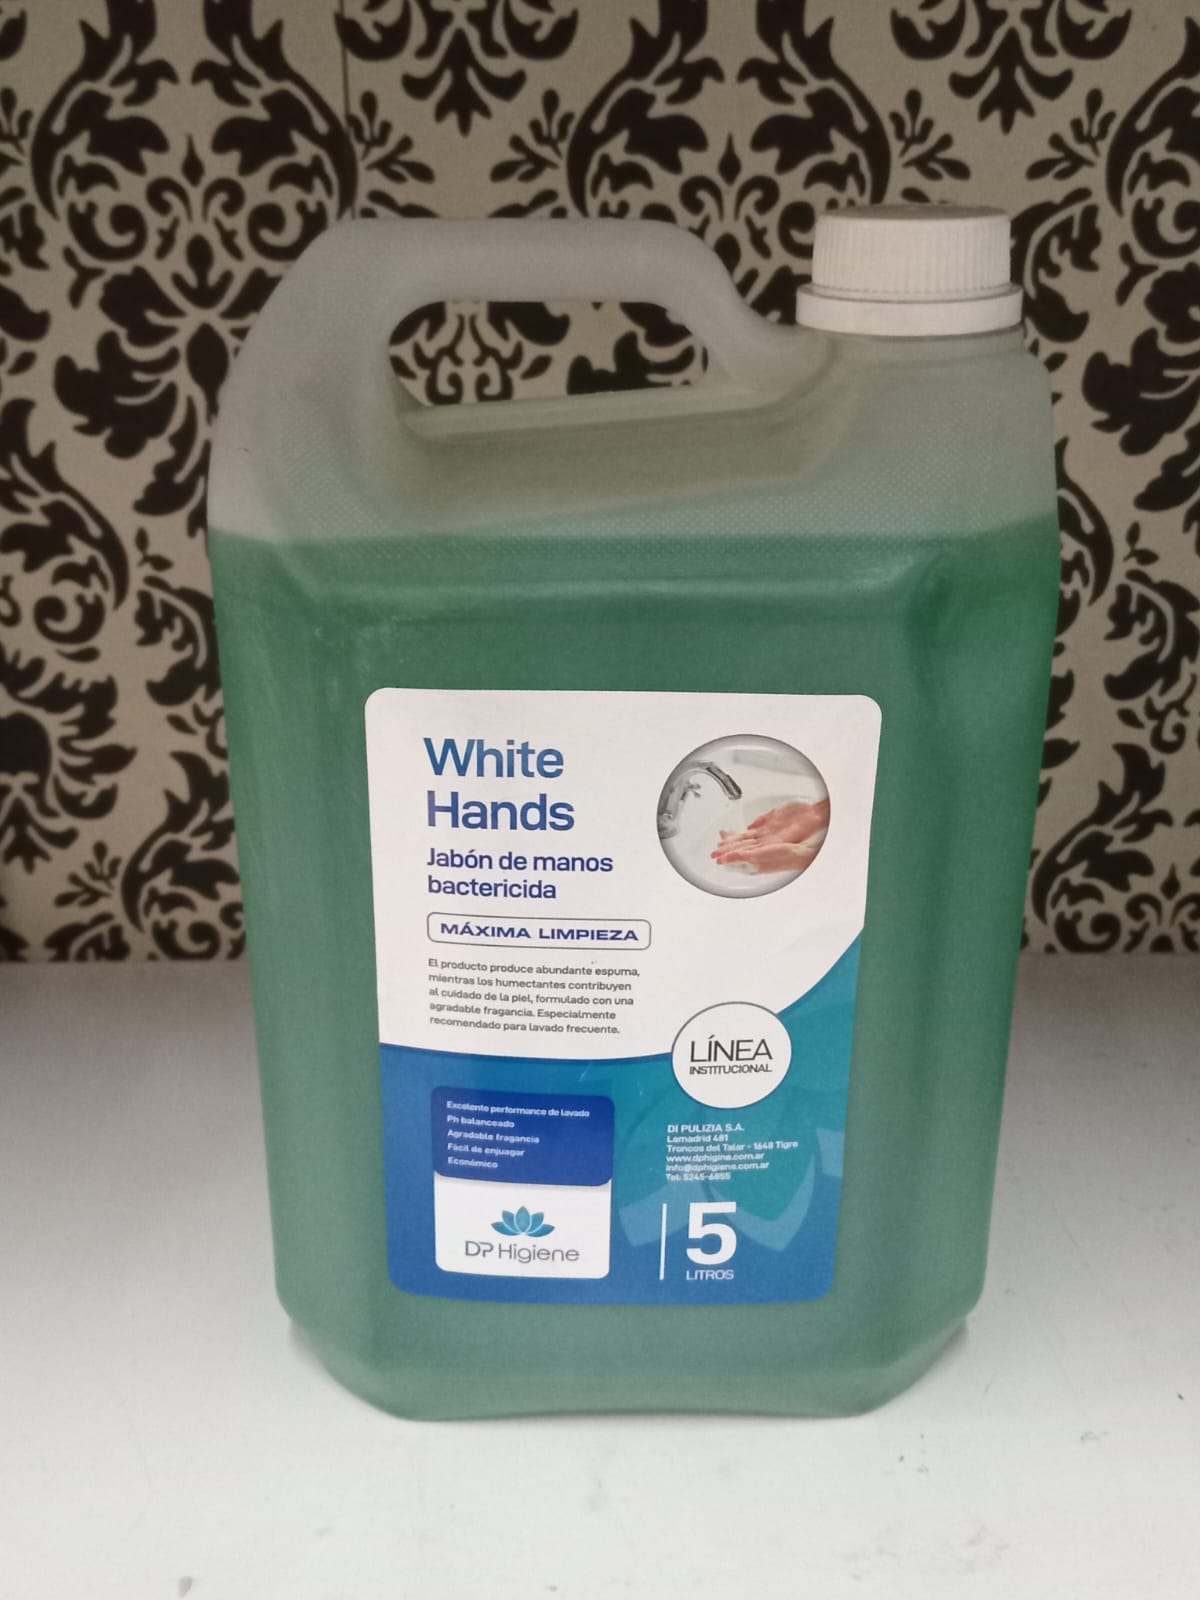 White
Hands
Jabón de manos
bactericida
MÁXIMA LIMPIEZA
El producto produce abundante espuma,
mientras los humectantes contribuyen
al cuidado de la piel, formulado con una
agradable fragancia. Especialmente
recomendado para lavado frecuente.
LÍNEA
INSTITUCIONAL
Excelente performance de lavado
Ph balanceado
Agradable fragancia
Fácil de enjuagar
Económico
DP Higiene
DI PULIZIA S.A.
Lamadrid 481
Troncos del Talar - 1648 Tigre
www.dphigine.com.ar
info@dphigiene.com.ar
Tel: 5245-6855
5
LITROS